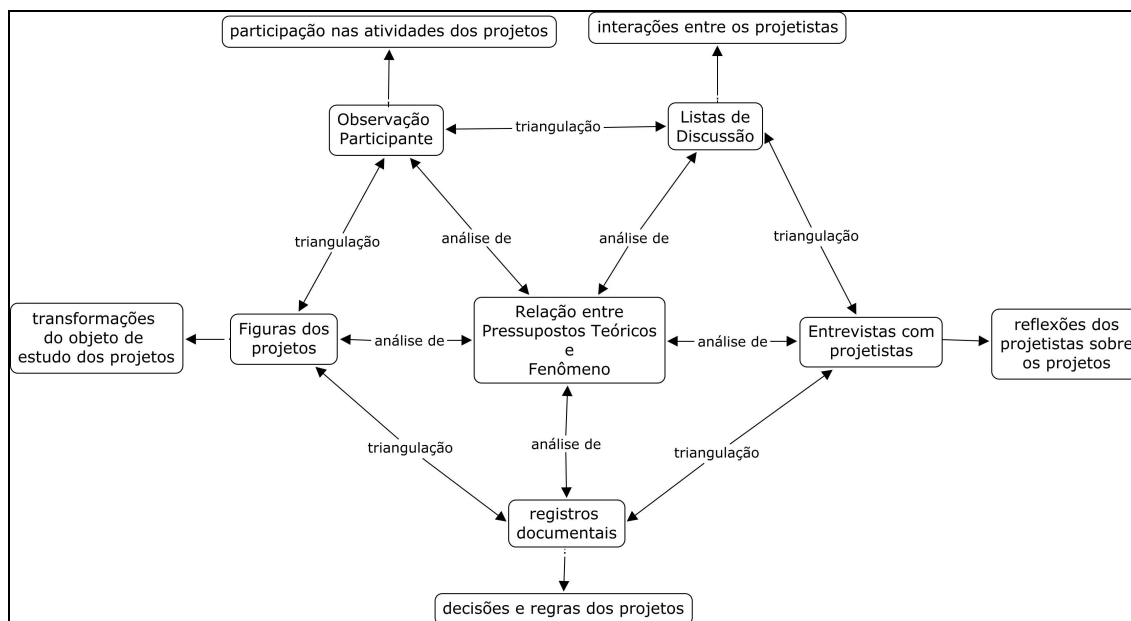 participação nas atividades dos projetos
interações entre os projetistas
Observação
Participante
triangulação
Listas de
Discussão
triangulação
análise de
análise de
triangulação
transformações
do objeto de
estudo dos projetos
Figuras dos
projetos
análise de
Relação entre
Pressupostos Teóricos
e
Fenômeno
análise de
Entrevistas com
projetistas
reflexões dos
projetistas sobre
os projetos
triangulação
análise de
triangulação
registros
documentais
decisões e regras dos projetos